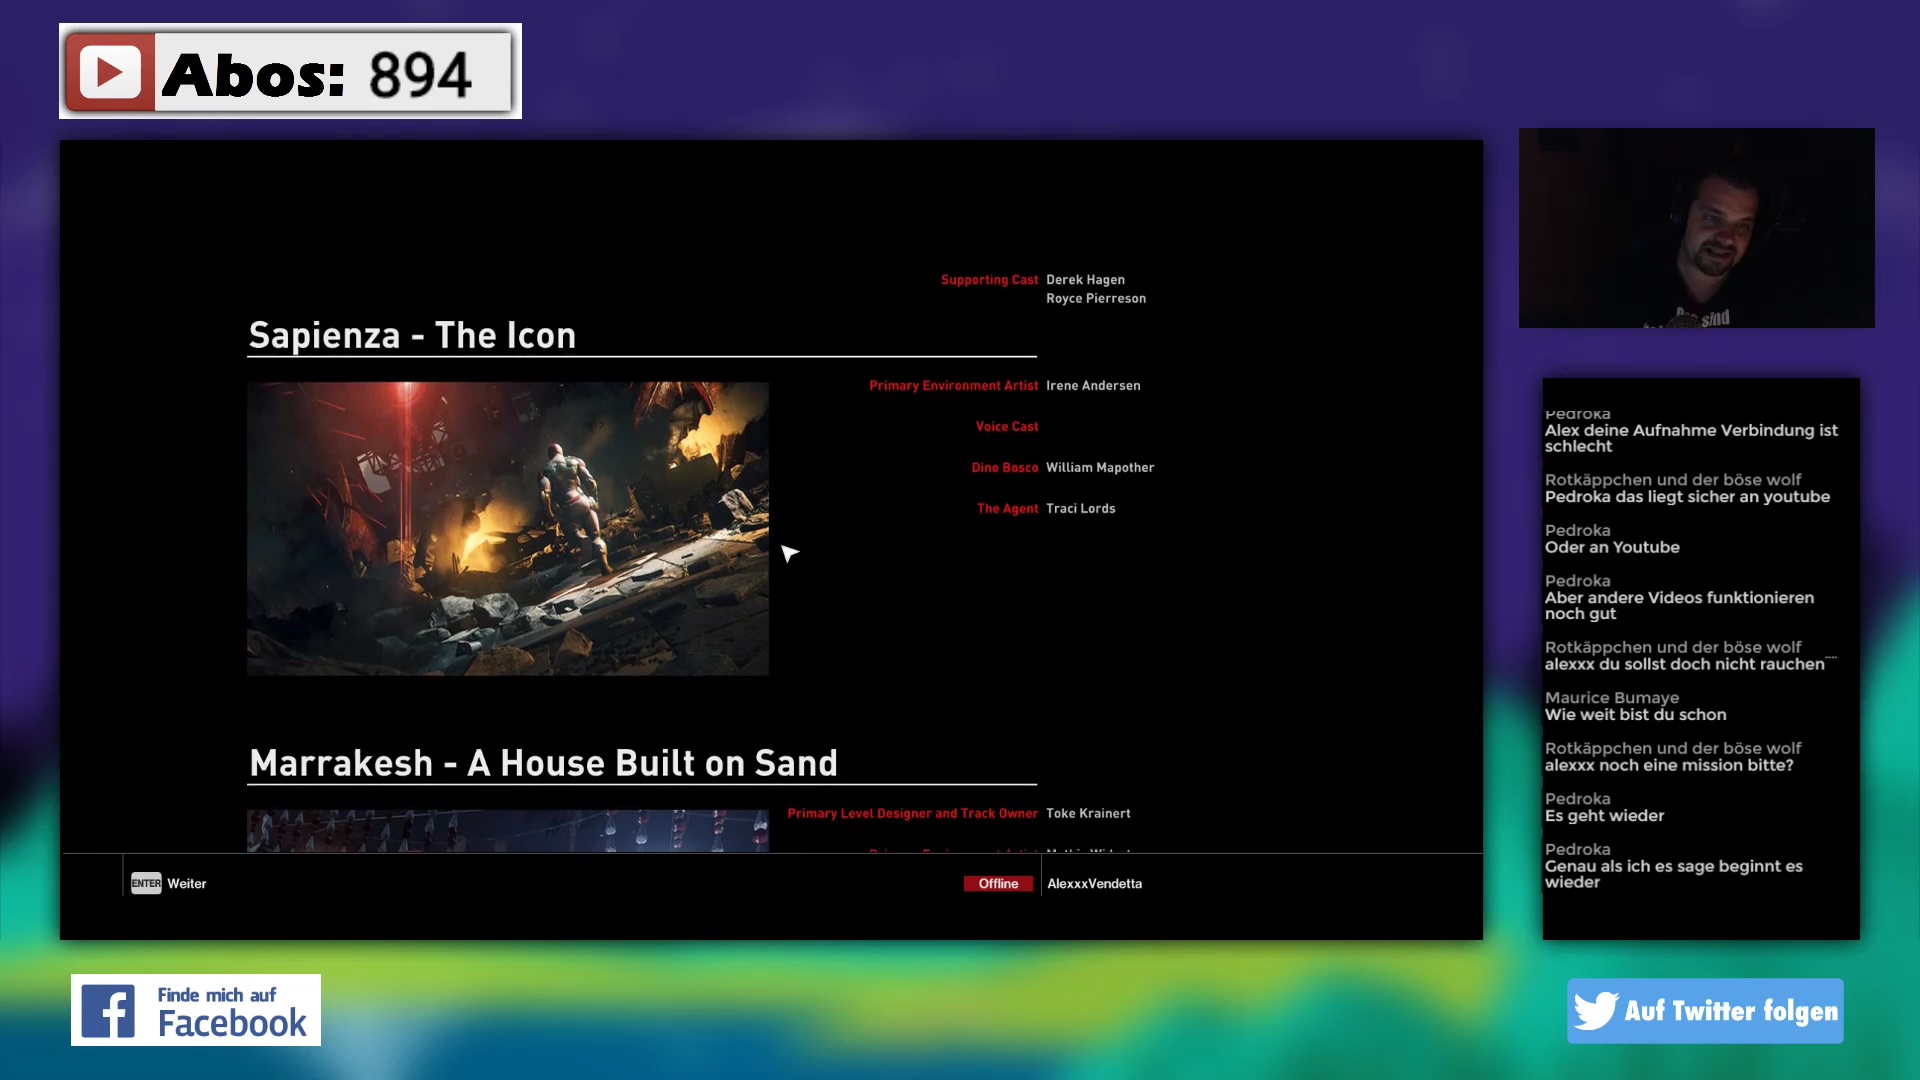 Abos: 894
Supporting Cast Derek Hagen
Royce Pierreson
Sapienza - The Icon
Primary Environment Artist Irene Andersen
Voice Cast
Dino Bosco William Mapother
The Agent Traci Lords
Marrakesh - A House Built on Sand
Primary Level Designer and Track Owner Toke Krainert
ENTER Weiter
Offline AlexxxVendetta
sind
Pedroka
Alex deine Aufnahme Verbindung ist
schlecht
Rotkäppchen und der böse wolf
Pedroka das liegt sicher an youtube
Pedroka
Oder an Youtube
Pedroka
Aber andere Videos funktionieren
noch gut
Rotkäppchen und der böse wolf
alexxx du sollst doch nicht rauchen^^
Maurice Bumaye
Wie weit bist du schon
Rotkäppchen und der böse wolf
alexxx noch eine mission bitte?
Pedroka
Es geht wieder
Pedroka
Genau als ich es sage beginnt es
wieder
Finde mich auf
Facebook
Auf Twitter folgen